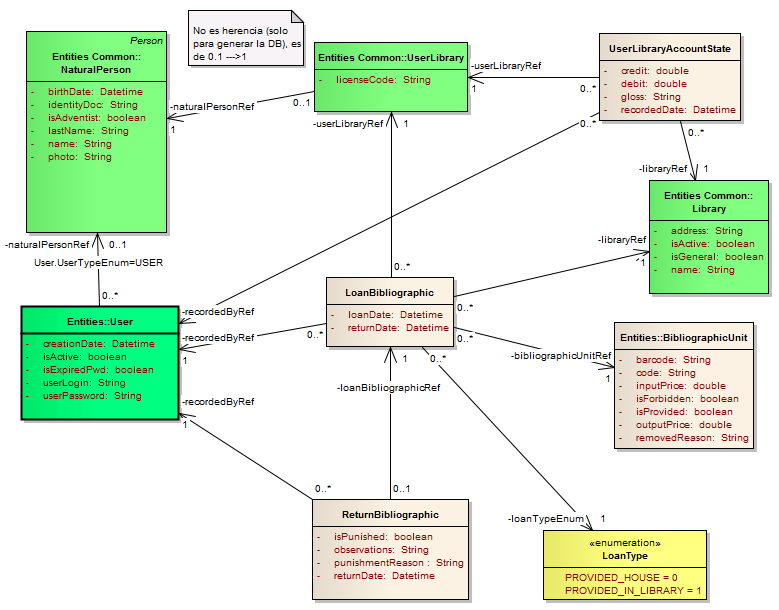 Person
Entities Common::
NaturalPerson
- birthDate: Datetime
- identityDoc: String
- isAdventist: boolean
- lastName: String
- name: String
- photo: String
No es herencia (solo
para generar la DB), es
de 0.1 --->1
Entities Common::UserLibrary
- licenseCode: String
UserLibraryAccountState
- credit: double
- debit: double
- gloss: String
- recordedDate: Datetime
-userLibraryRef
1
0..*
0..*
-naturalPersonRef
1
0..1
-userLibraryRef
1
0..*
-libraryRef
1
Entities Common::
Library
- address: String
- isActive: boolean
- isGeneral: boolean
- name: String
-naturalPersonRef
0..1
User.UserTypeEnum=USER
0..*
-libraryRef
1
0..*
LoanBibliographic
- loanDate: Datetime
- returnDate: Datetime
0..*
0..*
0..*
0..*
Entities::User
- creationDate: Datetime
- isActive: boolean
- isExpiredPwd: boolean
- userLogin: String
- userPassword: String
-recordedByRef
-recordedByRef
1
-recordedByRef
1
Entities::BibliographicUnit
- barcode: String
- code: String
- inputPrice: double
- isForbidden: boolean
- isProvided: boolean
- outputPrice: double
- removedReason: String
-bibliographicUnitRef
1
1
-loanBibliographicRef
0..*
0..1
ReturnBibliographic
- isPunished: boolean
- observations: String
- punishmentReason : String
- returnDate: Datetime
-loanTypeEnum
1
«enumeration»
LoanType
PROVIDED_HOUSE = 0
PROVIDED_IN_LIBRARY = 1